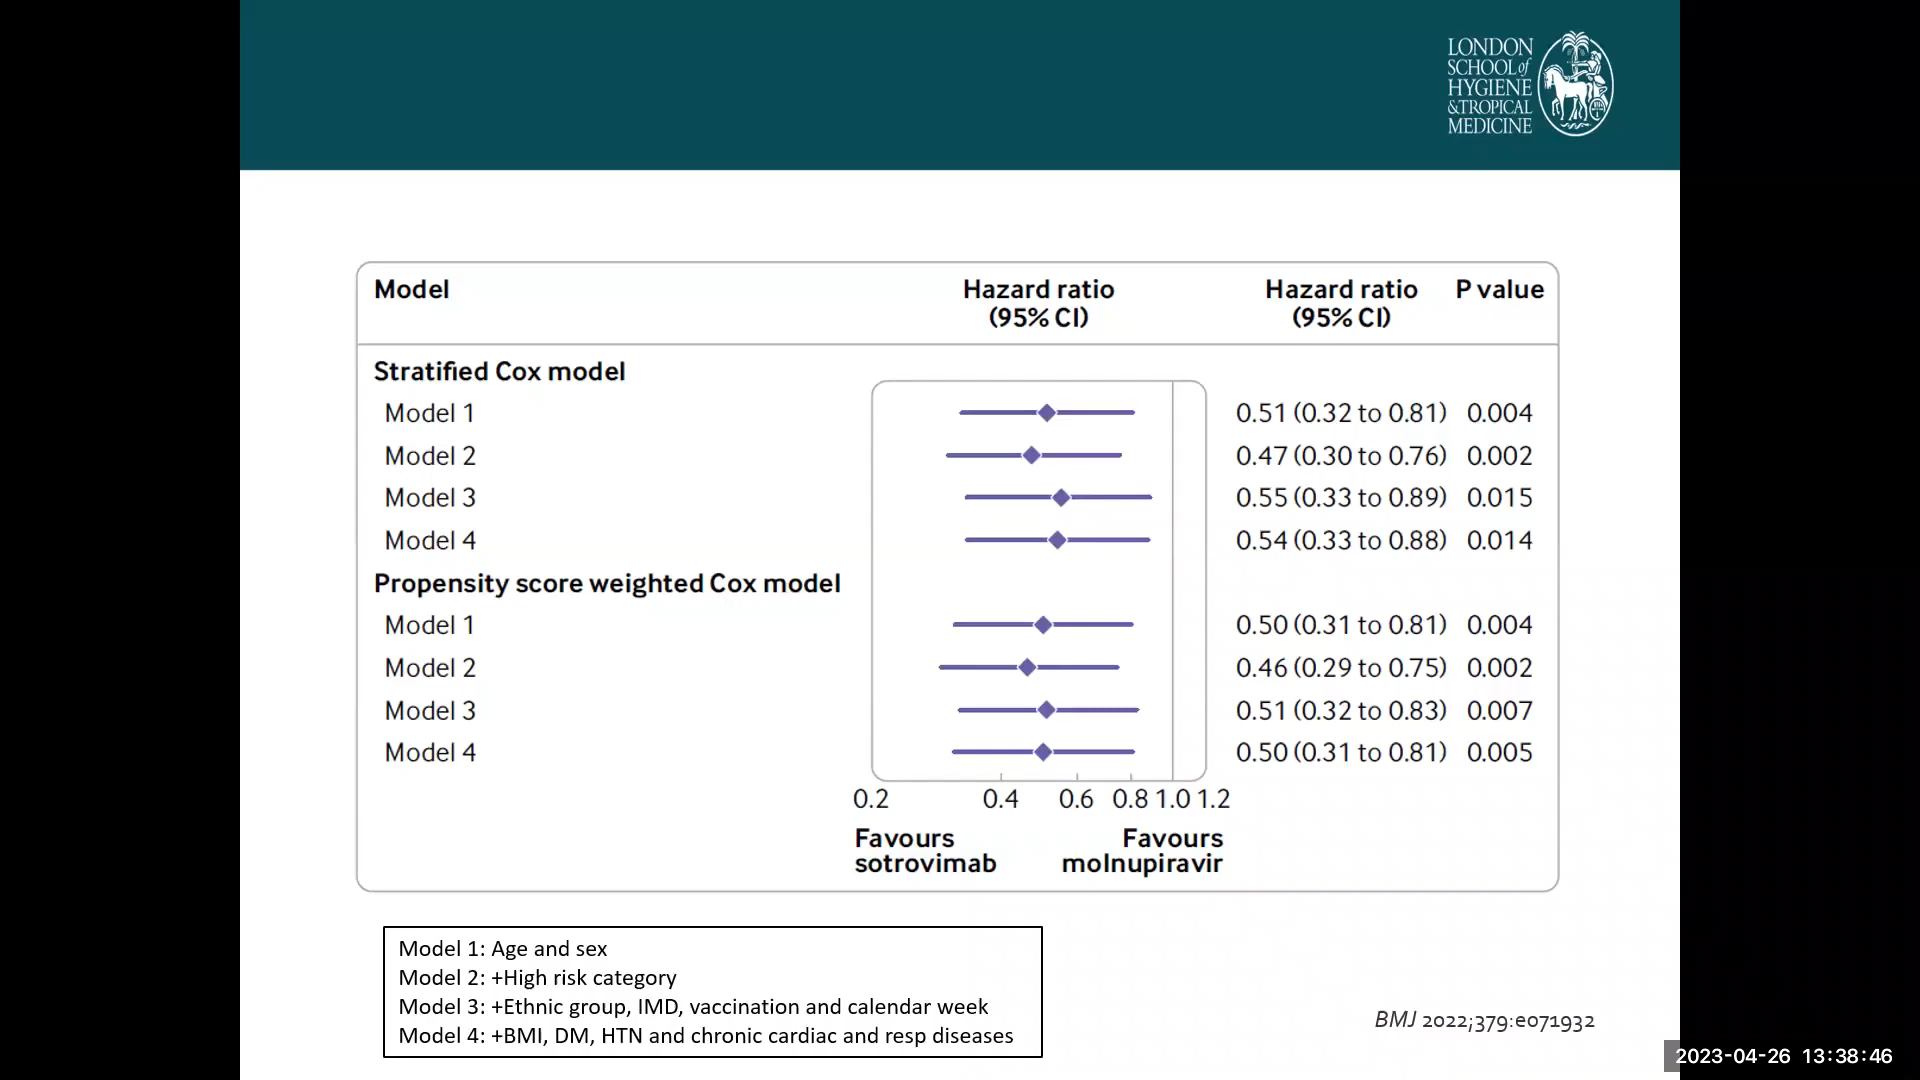 LONDON
SCHOOL of
HYGIENE
& TROPICAL
MEDICINE
Model Hazard ratio (95% CI) Hazard ratio (95% CI) P value
Stratified Cox model
Model 1 0.51 (0.32 to 0.81) 0.004
Model 2 0.47 (0.30 to 0.76) 0.002
Model 3 0.55 (0.33 to 0.89) 0.015
Model 4 0.54 (0.33 to 0.88) 0.014
Propensity score weighted Cox model
Model 1 0.50 (0.31 to 0.81) 0.004
Model 2 0.46 (0.29 to 0.75) 0.002
Model 3 0.51 (0.32 to 0.83) 0.007
Model 4 0.50 (0.31 to 0.81) 0.005
0.2 0.4 0.6 0.8 1.0 1.2
Favours sotrovimab Favours molnupiravir
Model 1: Age and sex
Model 2: +High risk category
Model 3: +Ethnic group, IMD, vaccination and calendar week
Model 4: +BMI, DM, HTN and chronic cardiac and resp diseases
BMJ 2022;379:e071932
2023-04-26 13:38:46